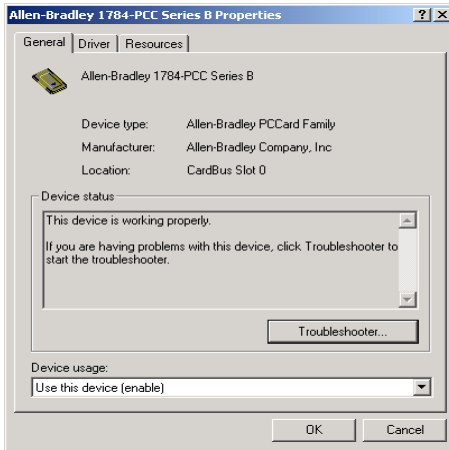 Allen-Bradley 1784-PCC Series B Properties
General Driver Resources
Allen-Bradley 1784-PCC Series B
Device type: Allen-Bradley PCCard Family
Manufacturer: Allen-Bradley Company, Inc
Location: CardBus Slot 0
Device status
This device is working properly.
If you are having problems with this device, click Troubleshooter to
start the troubleshooter.
Troubleshooter...
Device usage:
Use this device (enable)
OK Cancel